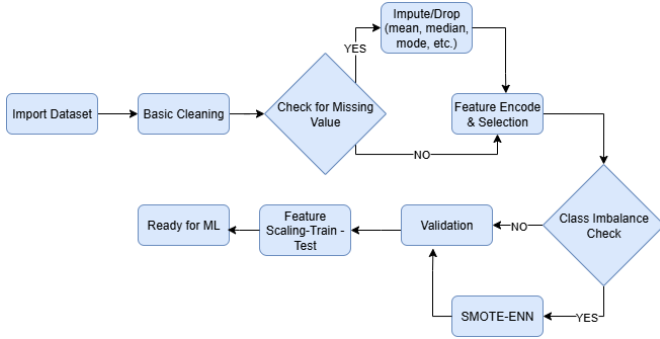 Impute/Drop
(mean, median,
mode, etc.)
YES
Import Dataset
Basic Cleaning
Check for Missing
Value
Feature Encode
& Selection
NO
Ready for ML
Feature
Scaling-Train -
Test
Validation
NO
Class Imbalance
Check
SMOTE-ENN
YES